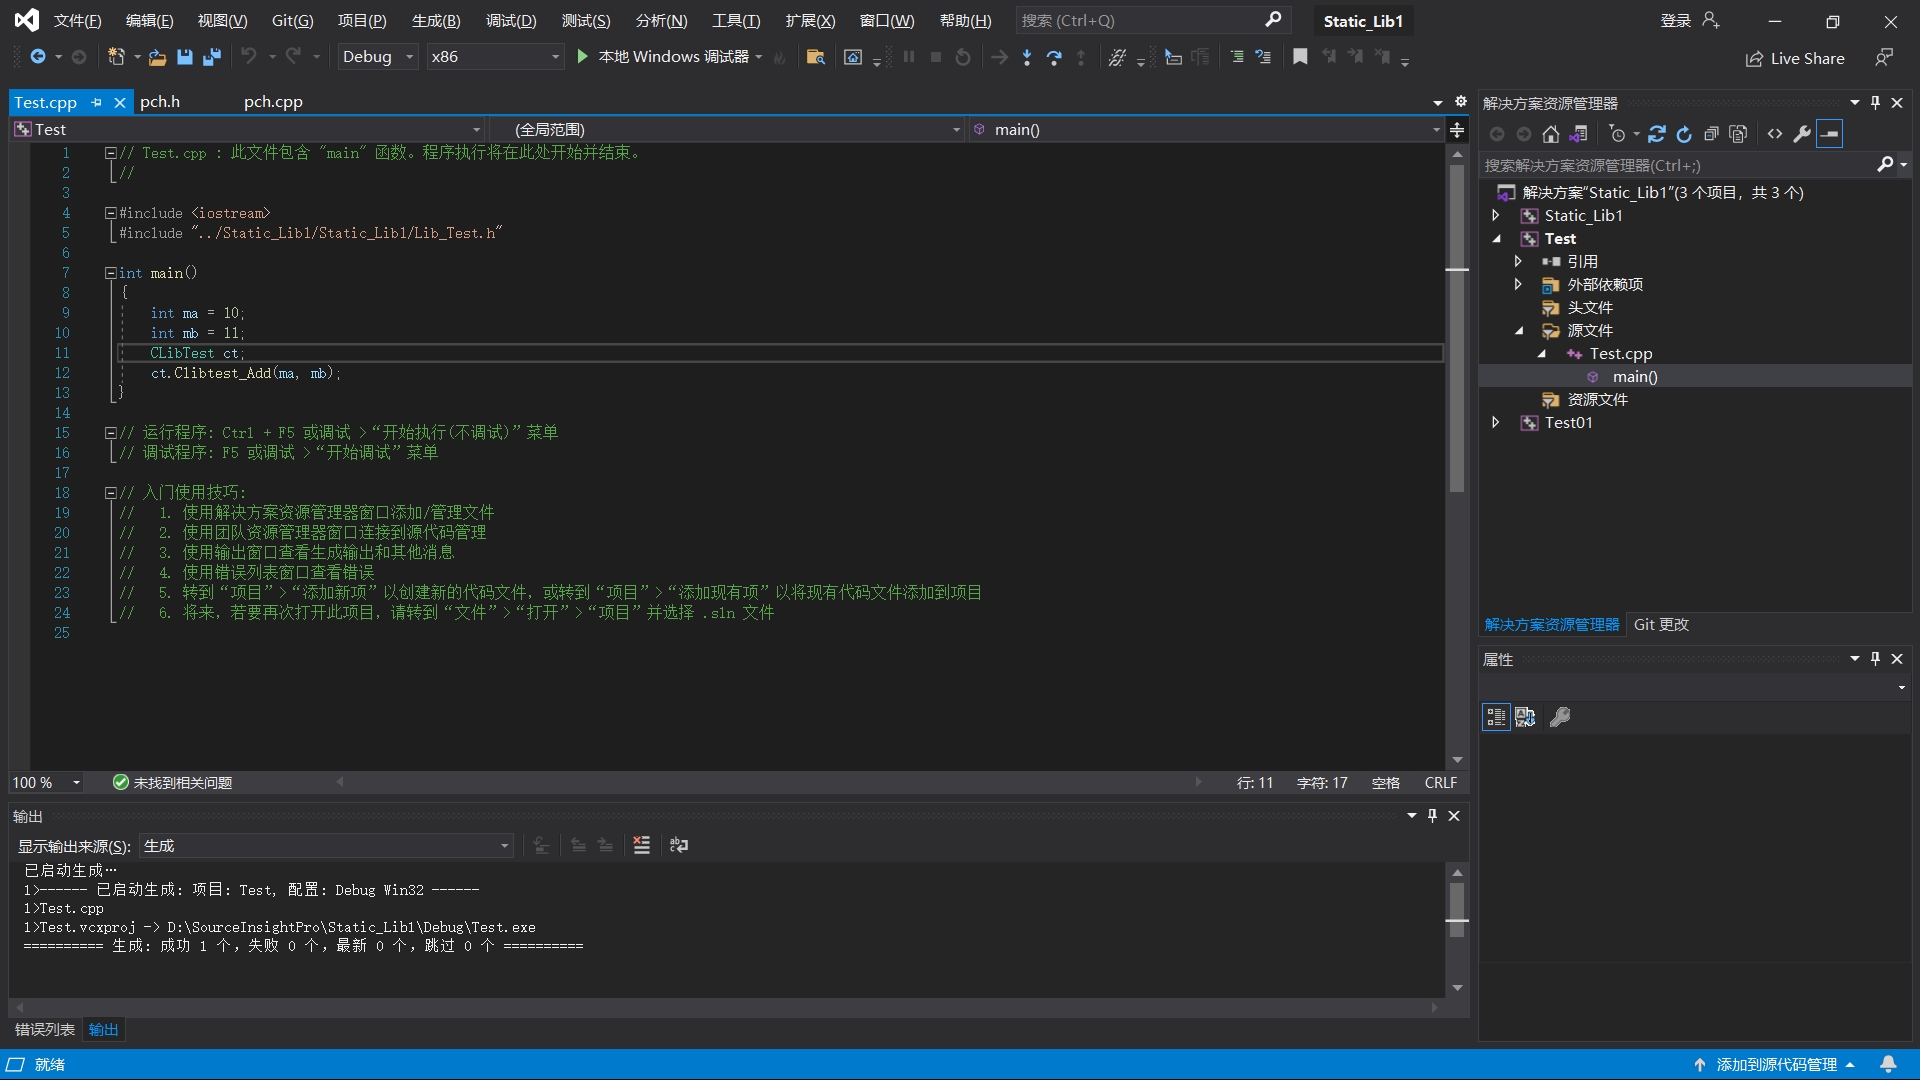 文件(F) 编辑(E) 视图(V) Git(G) 项目(P) 生成(B) 调试(D) 测试(S) 分析(N) 工具(T) 扩展(X) 窗口(W) 帮助(H) 搜索 (Ctrl+Q) Static_Lib1 登录
Debug x86 本地 Windows 调试器 Live Share
Test.cpp pch.h pch.cpp
Test (全局范围) main()
1 // Test.cpp : 此文件包含 "main" 函数。程序执行将在此处开始并结束。
2 //
3
4 #include <iostream>
5 #include "../Static_Lib1/Static_Lib1/Lib_Test.h"
6
7 int main()
8 {
9 int ma = 10;
10 int mb = 11;
11 CLibTest ct;
12 ct.Clibtest_Add(ma, mb);
13 }
14
15 // 运行程序: Ctrl + F5 或调试 >“开始执行(不调试)”菜单
16 // 调试程序: F5 或调试 >“开始调试”菜单
17
18 // 入门使用技巧:
19 // 1. 使用解决方案资源管理器窗口添加/管理文件
20 // 2. 使用团队资源管理器窗口连接到源代码管理
21 // 3. 使用输出窗口查看生成输出和其他消息
22 // 4. 使用错误列表窗口查看错误
23 // 5. 转到“项目”>“添加新项”以创建新的代码文件，或转到“项目”>“添加现有项”以将现有代码文件添加到项目
24 // 6. 将来，若要再次打开此项目，请转到“文件”>“打开”>“项目”并选择 .sln 文件
25
100 % 未找到相关问题 行: 11 字符: 17 空格 CRLF
输出
显示输出来源(S): 生成
已启动生成…
1>------ 已启动生成: 项目: Test, 配置: Debug Win32 ------
1>Test.cpp
1>Test.vcxproj -> D:\SourceInsightPro\Static_Lib1\Debug\Test.exe
========== 生成: 成功 1 个，失败 0 个，最新 0 个，跳过 0 个 ==========
错误列表 输出
解决方案资源管理器
搜索解决方案资源管理器(Ctrl+;)
解决方案“Static_Lib1”(3 个项目，共 3 个)
Static_Lib1
Test
引用
外部依赖项
头文件
源文件
Test.cpp
main()
资源文件
Test01
解决方案资源管理器 Git 更改
属性
就绪 添加到源代码管理